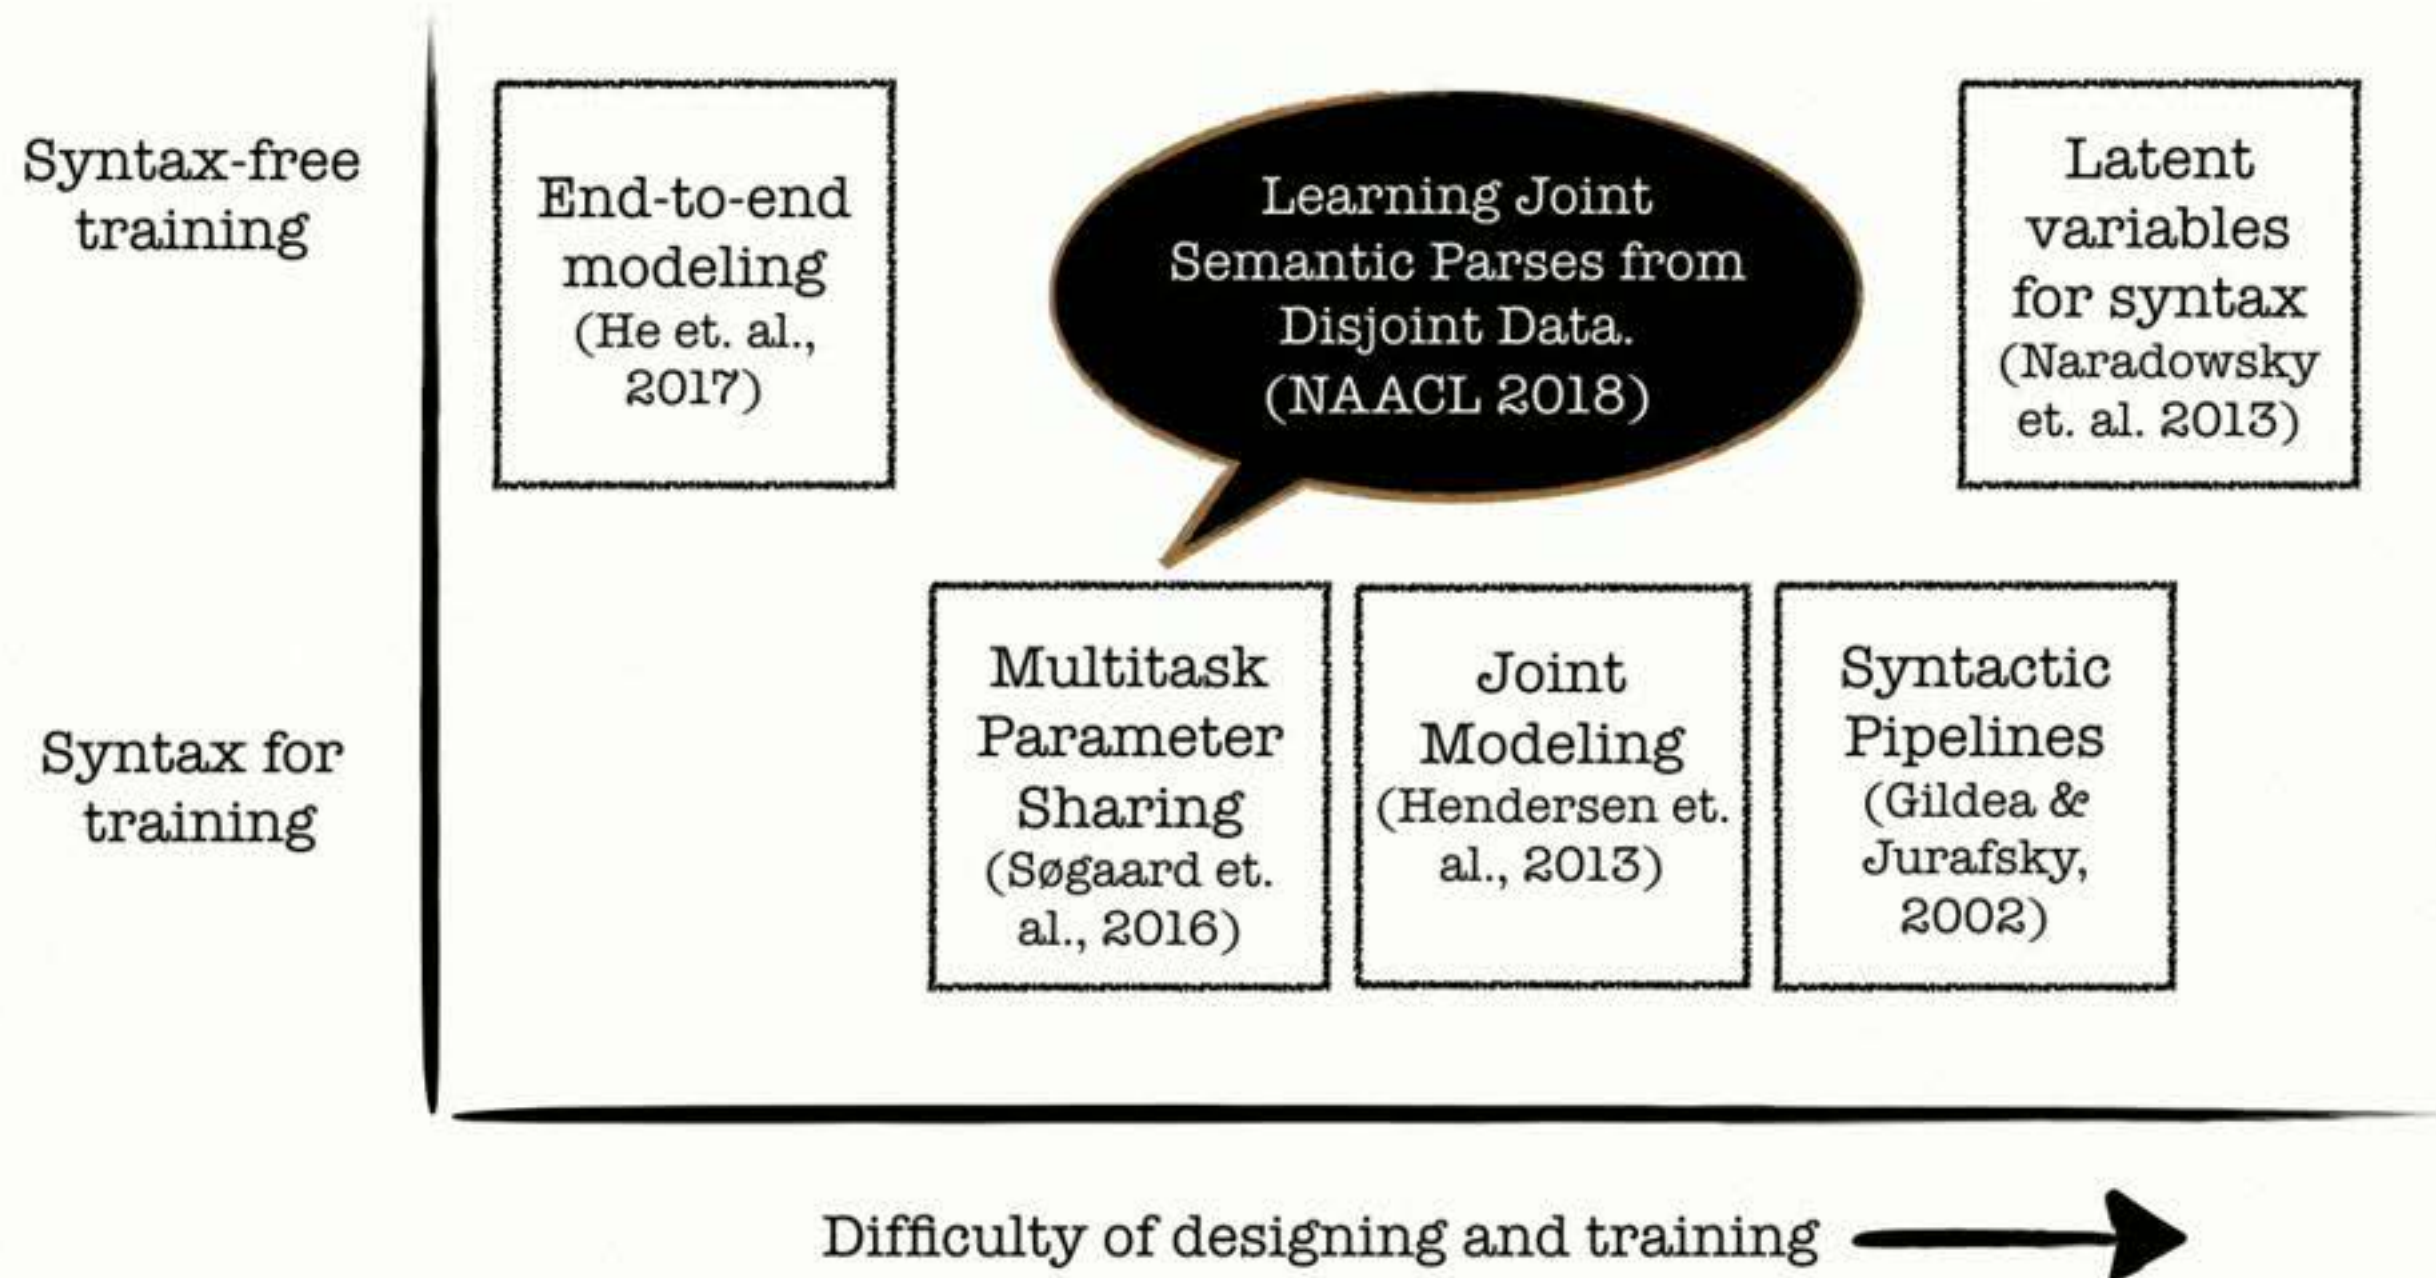 Syntax-free
training
End-to-end
modeling
(He et. al.,
2017)
Learning Joint
Semantic Parses from
Disjoint Data.
(NAACL 2018)
Latent
variables
for syntax
(Naradowsky
et. al. 2013)
Syntax for
training
Multitask
Parameter
Sharing
(Søgaard et.
al., 2016)
Joint
Modeling
(Hendersen et.
al., 2013)
Syntactic
Pipelines
(Gildea &
Jurafsky,
2002)
Difficulty of designing and training